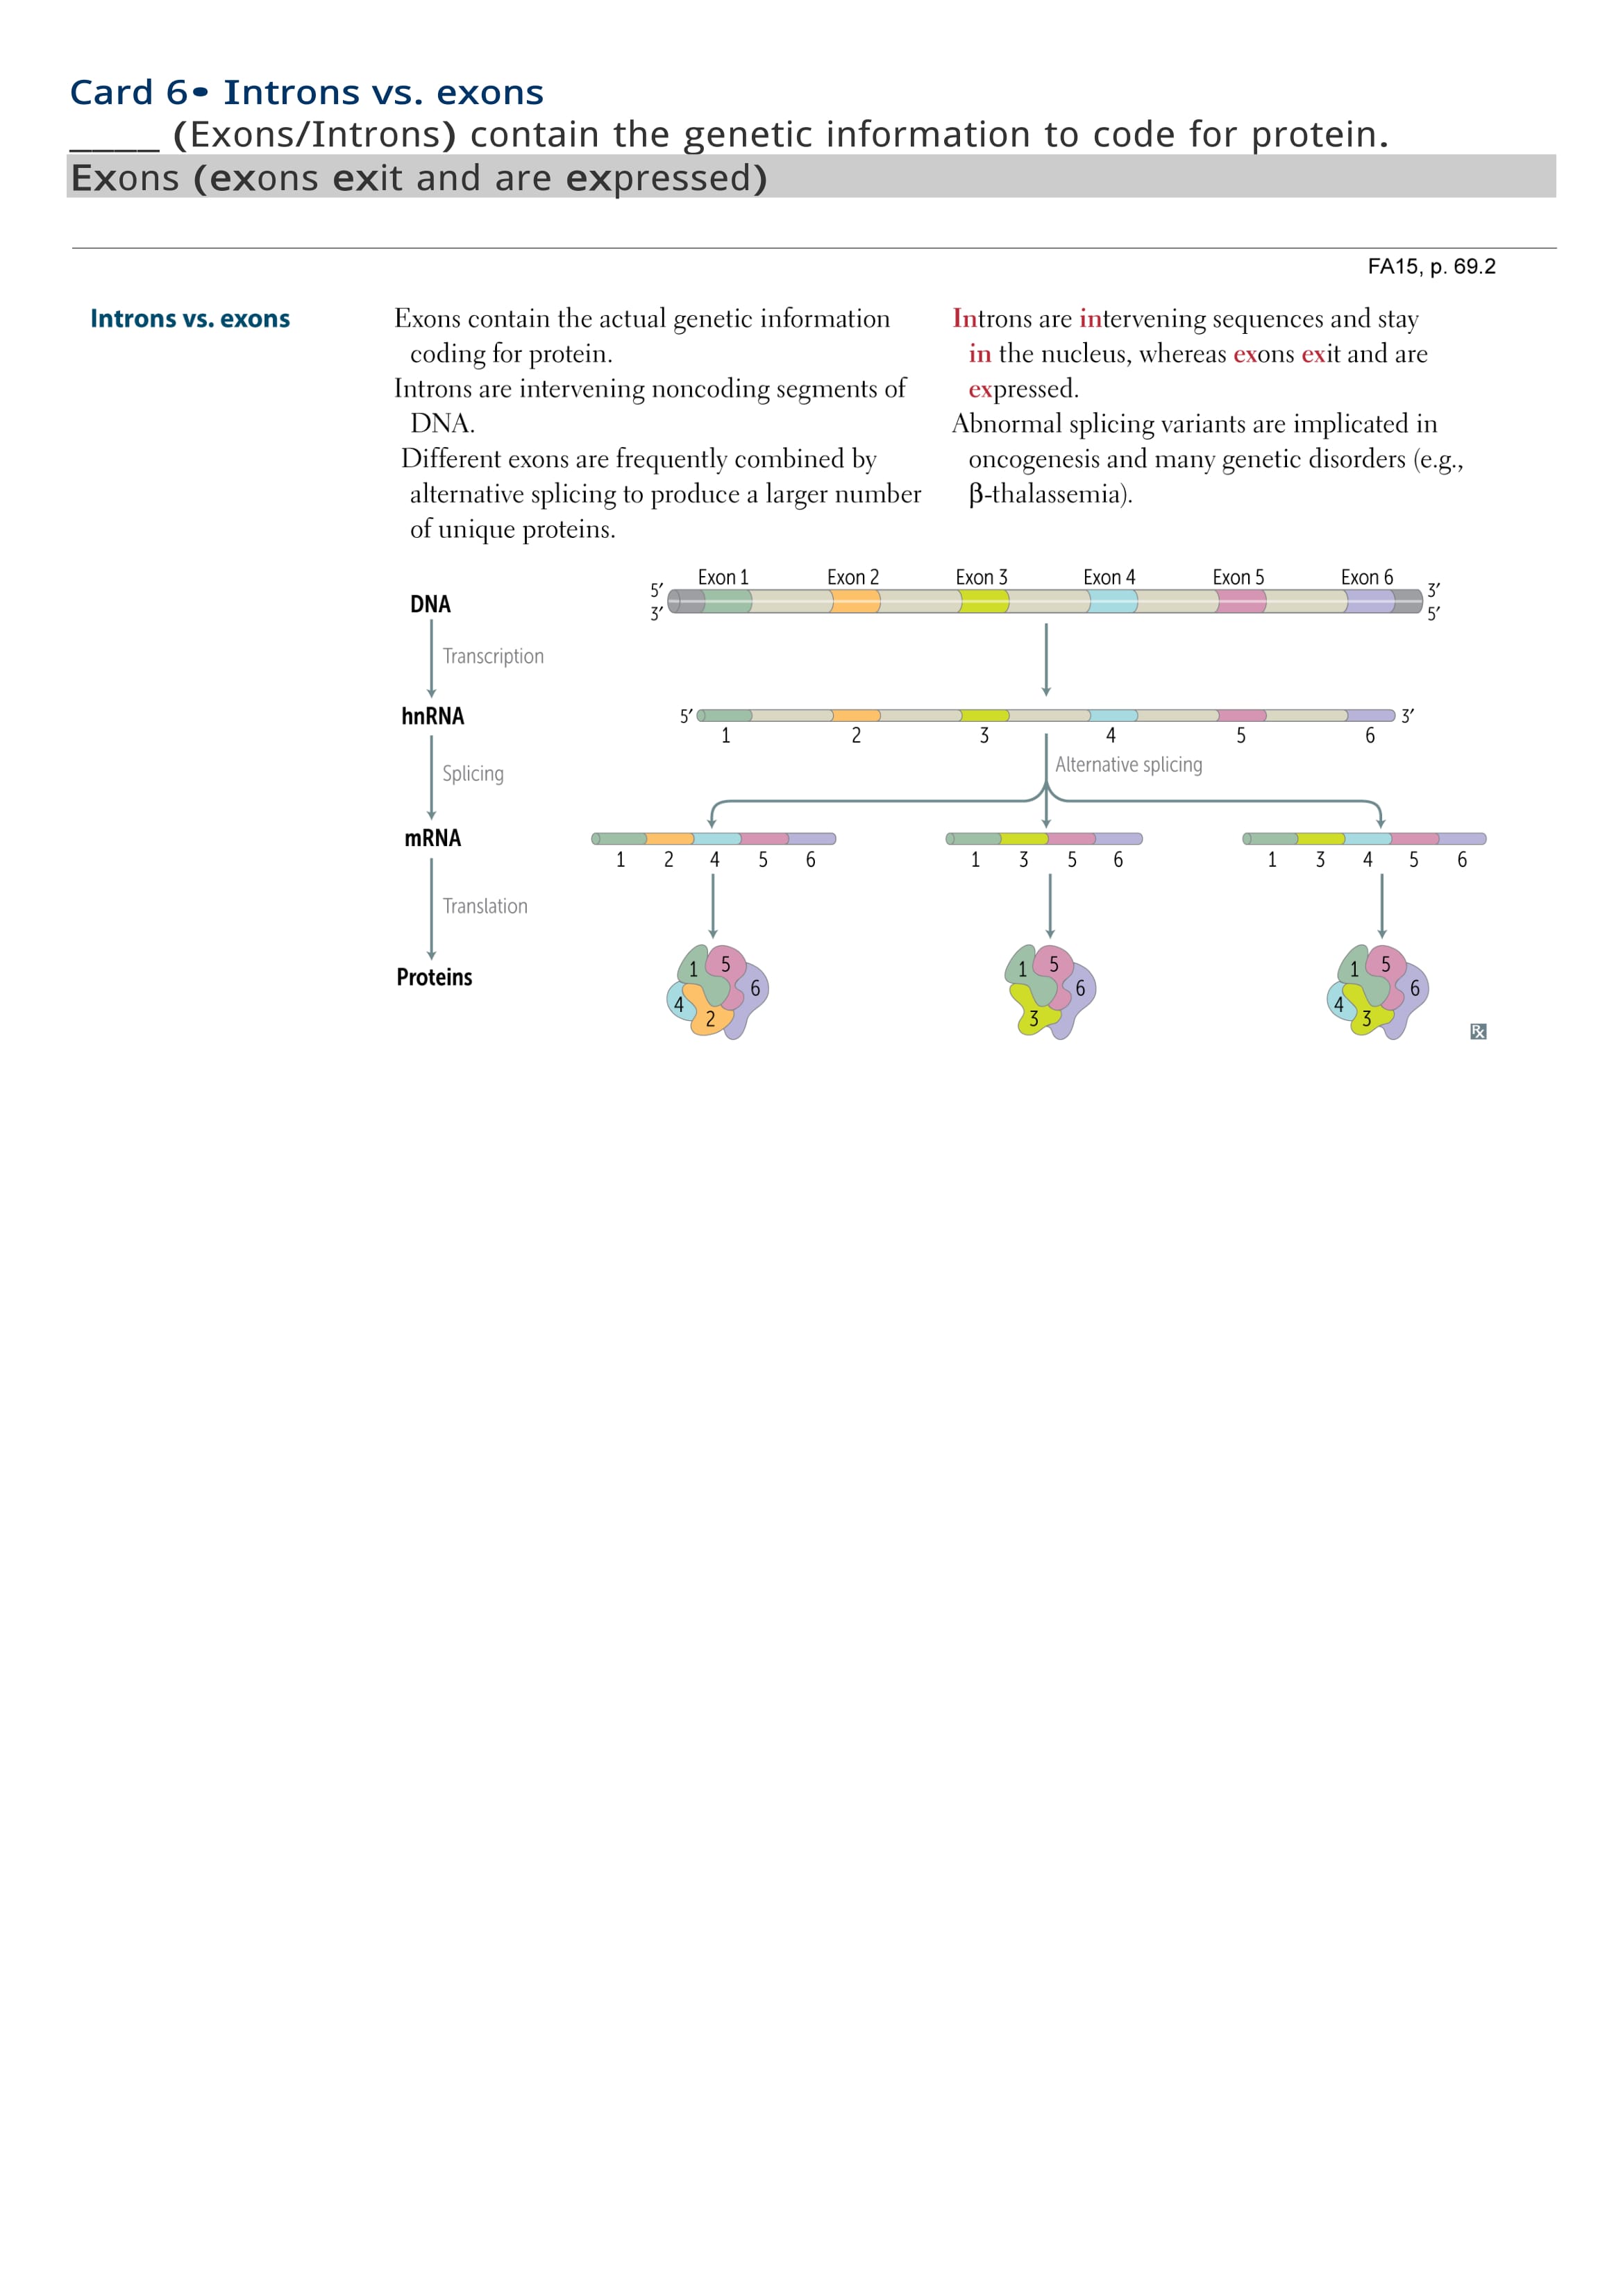 Card 6• Introns vs. exons
____ (Exons/Introns) contain the genetic information to code for protein.
Exons (exons exit and are expressed)
FA15, p. 69.2
Introns vs. exons
Exons contain the actual genetic information
coding for protein.
Introns are intervening noncoding segments of
DNA.
Different exons are frequently combined by
alternative splicing to produce a larger number
of unique proteins.
Introns are intervening sequences and stay
in the nucleus, whereas exons exit and are
expressed.
Abnormal splicing variants are implicated in
oncogenesis and many genetic disorders (e.g.,
β-thalassemia).
Exon 1 Exon 2 Exon 3 Exon 4 Exon 5 Exon 6
DNA 5′ 3′
3′ 5′
Transcription
hnRNA 5′ 3′
1 2 3 4 5 6
Splicing Alternative splicing
mRNA
1 2 4 5 6 1 3 5 6 1 3 4 5 6
Translation
Proteins
1 5 6 4 2
1 5 6 3
1 5 6 4 3
Rx